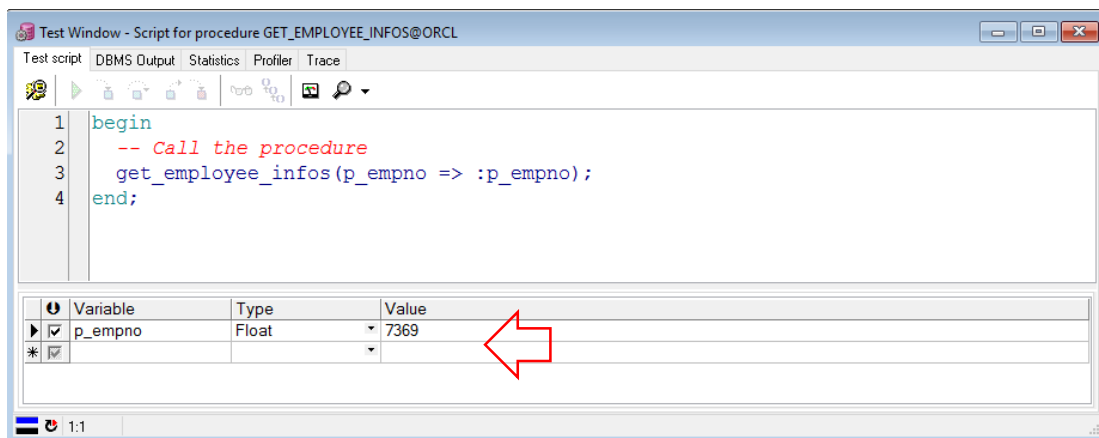 Test Window - Script for procedure GET_EMPLOYEE_INFOS@ORCL
Test script DBMS Output Statistics Profiler Trace
1 begin
2 -- Call the procedure
3 get_employee_infos(p_empno => :p_empno);
4 end;
Variable Type Value
p_empno Float 7369
1:1